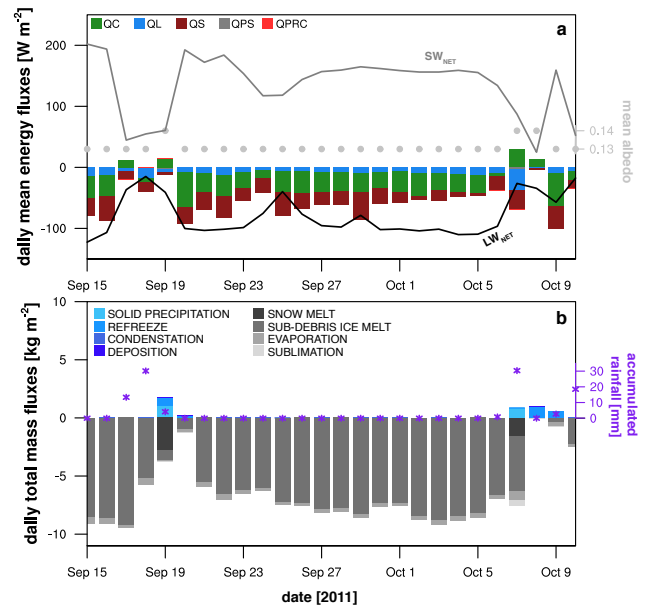 QC QL QS QPS QPRC
a
200
100
0
-100
daily mean energy fluxes [W m-2]
SWNET
LWNET
0.14
0.13
mean albedo
Sep 15 Sep 19 Sep 23 Sep 27 Oct 1 Oct 5 Oct 9
b
SOLID PRECIPITATION
REFREEZE
CONDENSTATION
DEPOSITION
SNOW MELT
SUB-DEBRIS ICE MELT
EVAPORATION
SUBLIMATION
10
5
0
-5
-10
daily total mass fluxes [kg m-2]
30
20
10
0
accumulated
rainfall [mm]
Sep 15 Sep 19 Sep 23 Sep 27 Oct 1 Oct 5 Oct 9
date [2011]